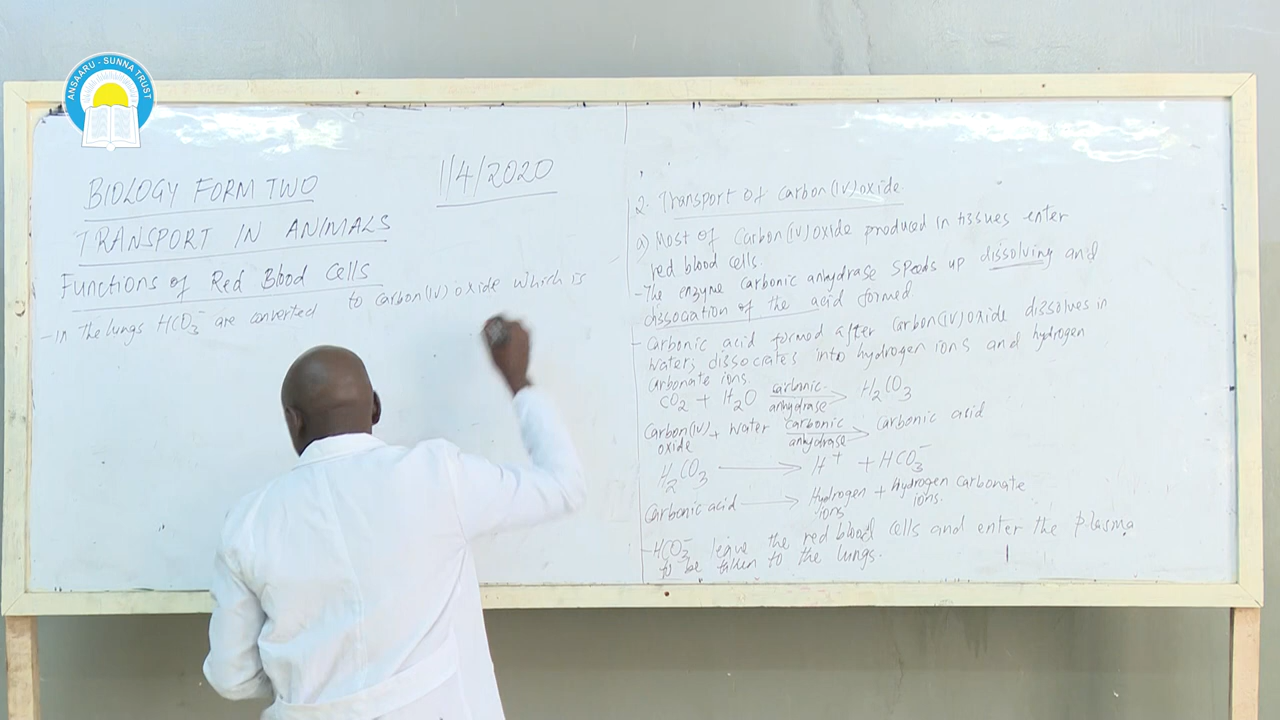 ANSAARU - SUNNA TRUST
1/4/2020
BIOLOGY FORM TWO
TRANSPORT IN ANIMALS
Functions of Red Blood Cells
- In the lungs HCO₃⁻ are converted to carbon(IV) oxide which is
2. Transport of carbon(IV) oxide.
a) Most of carbon(IV) oxide produced in tissues enter
red blood cells.
- The enzyme carbonic anhydrase speeds up dissolving and
dissociation of the acid formed
- Carbonic acid formed after carbon(IV) oxide dissolves in
water, dissociates into hydrogen ions and hydrogen
carbonate ions.
CO₂ + H₂O carbonic anhydrase → H₂CO₃
Carbon(IV) oxide + water carbonic anhydrase → carbonic acid
H₂CO₃ → H⁺ + HCO₃⁻
Carbonic acid → Hydrogen ions + hydrogen carbonate ions.
- HCO₃⁻ leave the red blood cells and enter the plasma
to be taken to the lungs.